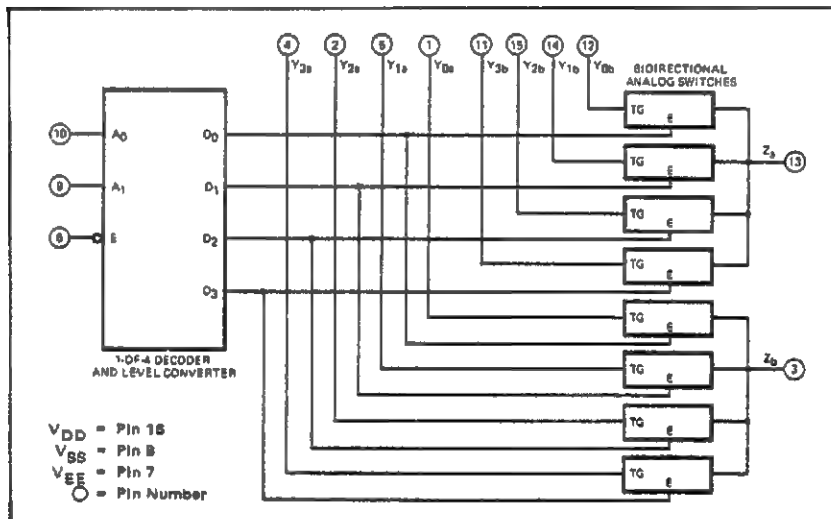 4 2 5 1 11 15 14 12
Y3a Y2a Y1a Y0a Y3b Y2b Y1b Y0b
BIDIRECTIONAL
ANALOG SWITCHES
TG E
10 A0 D0
TG E Za 13
9 A1 D1
TG E
6 E D2
TG E
D3
TG E
1-OF-4 DECODER
AND LEVEL CONVERTER
TG E Zb 3
TG E
TG E
VDD = Pin 16
VSS = Pin 8
VEE = Pin 7
○ = Pin Number